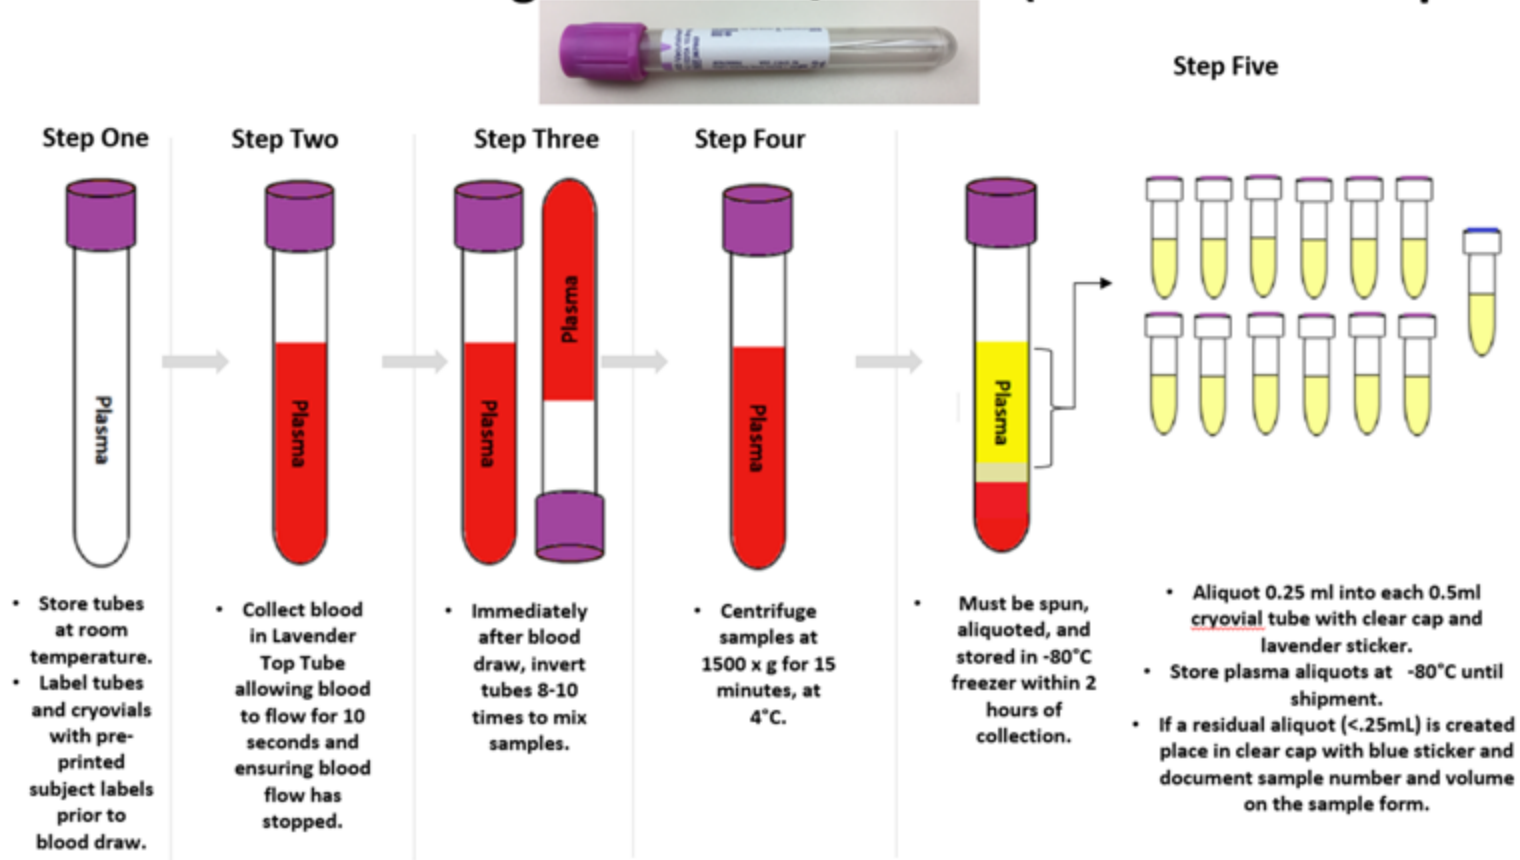 Step Five
Step One
Step Two
Step Three
Step Four
Plasma
Plasma
Plasma
Plasma
Plasma
Plasma
• Store tubes
at room
temperature.
• Label tubes
and cryovials
with pre-
printed
subject labels
prior to
blood draw.
• Collect blood
in Lavender
Top Tube
allowing blood
to flow for 10
seconds and
ensuring blood
flow has
stopped.
• Immediately
after blood
draw, invert
tubes 8-10
times to mix
samples.
• Centrifuge
samples at
1500 x g for 15
minutes, at
4°C.
• Must be spun,
aliquoted, and
stored in -80°C
freezer within 2
hours of
collection.
• Aliquot 0.25 ml into each 0.5ml
cryovial tube with clear cap and
lavender sticker.
• Store plasma aliquots at -80°C until
shipment.
• If a residual aliquot (<.25mL) is created
place in clear cap with blue sticker and
document sample number and volume
on the sample form.